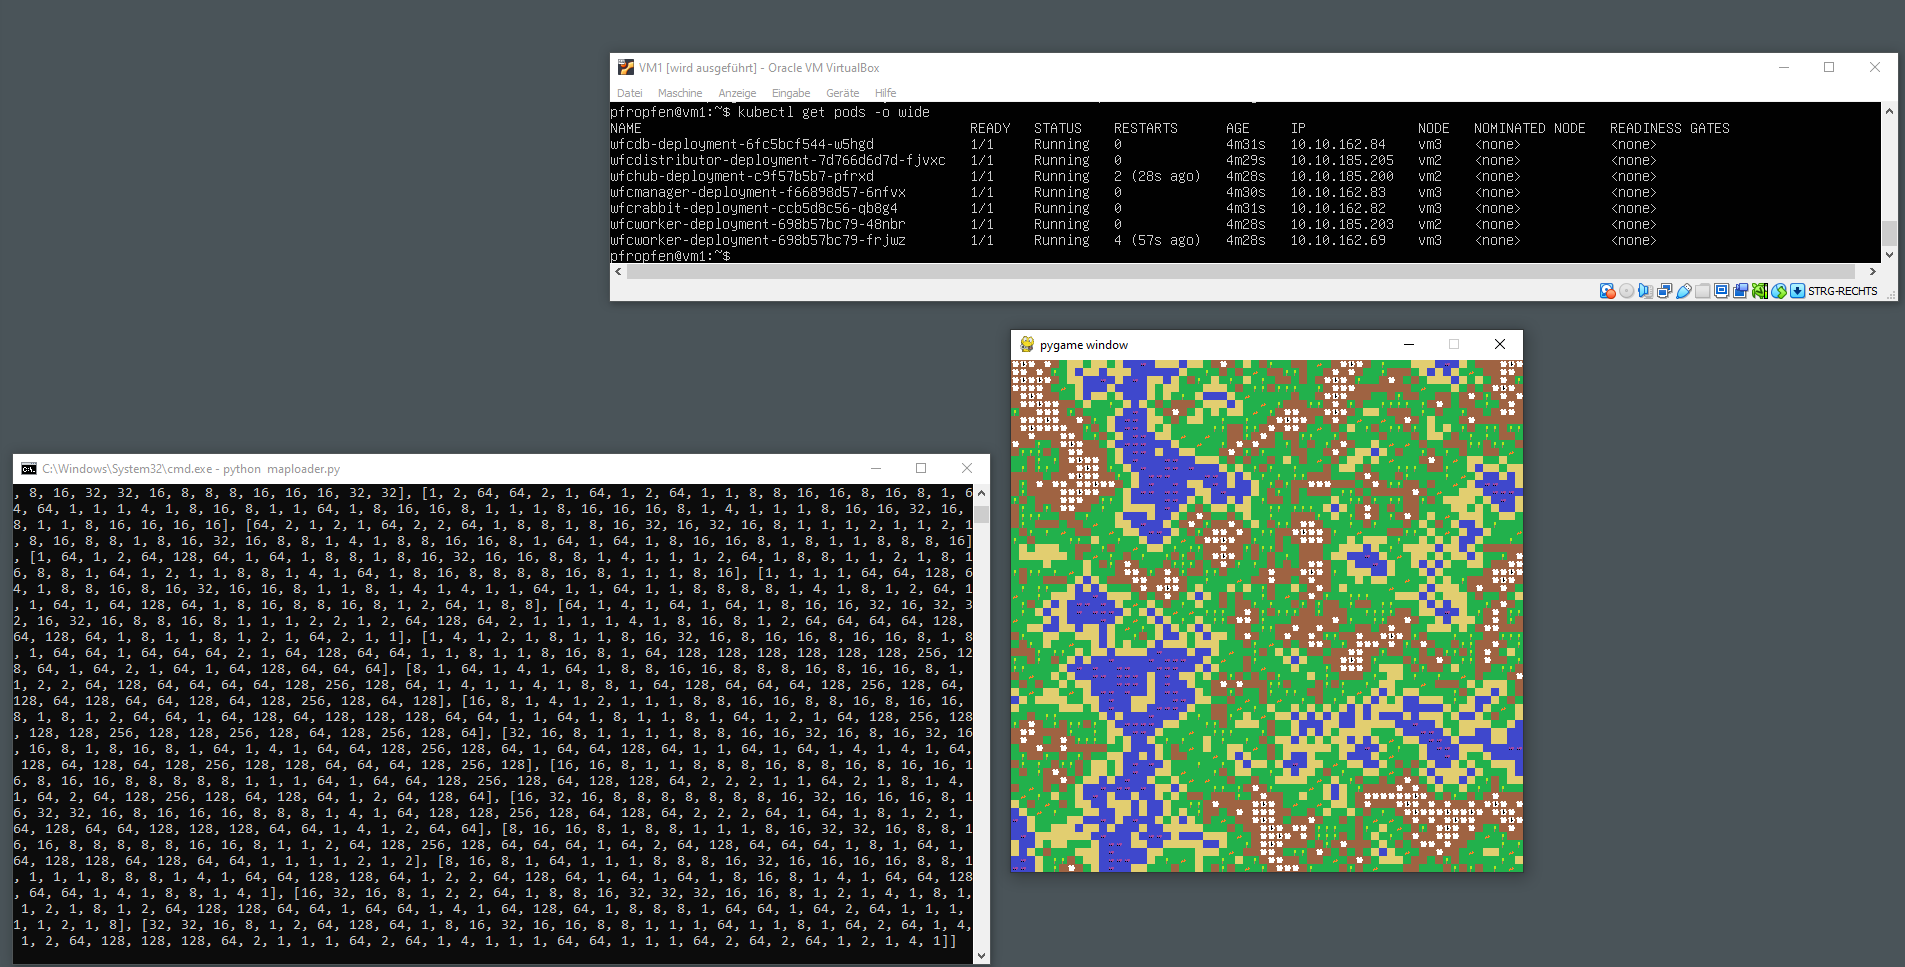 VM1 [wird ausgeführt] - Oracle VM VirtualBox
Datei Maschine Anzeige Eingabe Geräte Hilfe
pfropfen@vm1:~$ kubectl get pods -o wide
NAME READY STATUS RESTARTS AGE IP NODE NOMINATED NODE READINESS GATES
wfcdb-deployment-6fc5bcf544-w5hgd 1/1 Running 0 4m31s 10.10.162.84 vm3 <none> <none>
wfcdistributor-deployment-7d766d6d7d-fjvxc 1/1 Running 0 4m29s 10.10.185.205 vm2 <none> <none>
wfchub-deployment-c9f57b5b7-pfrxd 1/1 Running 2 (28s ago) 4m28s 10.10.185.200 vm2 <none> <none>
wfcmanager-deployment-f66898d57-6nfvx 1/1 Running 0 4m30s 10.10.162.83 vm3 <none> <none>
wfcrabbit-deployment-ccb5d8c56-qb8g4 1/1 Running 0 4m31s 10.10.162.82 vm3 <none> <none>
wfcworker-deployment-698b57bc79-48nbr 1/1 Running 0 4m28s 10.10.185.203 vm2 <none> <none>
wfcworker-deployment-698b57bc79-frjwz 1/1 Running 4 (57s ago) 4m28s 10.10.162.69 vm3 <none> <none>
pfropfen@vm1:~$
STRG-RECHTS
pygame window
C:\Windows\System32\cmd.exe - python  maploader.py
, 8, 16, 32, 32, 16, 8, 8, 8, 16, 16, 16, 32, 32], [1, 2, 64, 64, 2, 1, 64, 1, 2, 64, 1, 1, 8, 8, 16, 16, 8, 16, 8, 1, 6
4, 64, 1, 1, 1, 4, 1, 8, 16, 8, 1, 1, 64, 1, 8, 16, 16, 8, 1, 1, 1, 8, 16, 16, 16, 8, 1, 4, 1, 1, 1, 8, 16, 16, 32, 16,
8, 1, 1, 8, 16, 16, 16, 16], [64, 2, 1, 2, 1, 64, 2, 2, 64, 1, 8, 8, 1, 8, 16, 32, 16, 32, 16, 8, 1, 1, 1, 2, 1, 1, 2, 1
, 8, 16, 8, 8, 1, 8, 16, 32, 16, 8, 8, 1, 4, 1, 8, 8, 16, 16, 8, 1, 64, 1, 64, 1, 8, 16, 16, 8, 1, 8, 1, 1, 8, 8, 8, 16]
, [1, 64, 1, 2, 64, 128, 64, 1, 64, 1, 8, 8, 1, 8, 16, 32, 16, 16, 8, 8, 1, 4, 1, 1, 1, 2, 64, 1, 8, 8, 1, 1, 2, 1, 8, 1
6, 8, 8, 1, 64, 1, 2, 1, 1, 8, 8, 1, 4, 1, 64, 1, 8, 16, 8, 8, 8, 8, 16, 8, 1, 1, 1, 8, 16], [1, 1, 1, 1, 64, 64, 128, 6
4, 1, 8, 8, 16, 8, 16, 32, 16, 16, 8, 1, 1, 8, 1, 4, 1, 4, 1, 1, 64, 1, 1, 64, 1, 1, 8, 8, 8, 8, 1, 4, 1, 8, 1, 2, 64, 1
, 1, 64, 1, 64, 128, 64, 1, 8, 16, 8, 8, 16, 8, 1, 2, 64, 1, 8, 8], [64, 1, 4, 1, 64, 1, 64, 1, 8, 16, 16, 32, 16, 32, 3
2, 16, 32, 16, 8, 8, 16, 8, 1, 1, 1, 2, 2, 1, 2, 64, 128, 64, 2, 1, 1, 1, 1, 4, 1, 8, 16, 8, 1, 2, 64, 64, 64, 64, 128,
64, 128, 64, 1, 8, 1, 1, 8, 1, 2, 1, 64, 2, 1, 1], [1, 4, 1, 2, 1, 8, 1, 1, 8, 16, 32, 16, 8, 16, 16, 8, 16, 16, 8, 1, 8
, 1, 64, 64, 1, 64, 64, 64, 2, 1, 64, 128, 64, 64, 1, 1, 8, 1, 1, 8, 16, 8, 1, 64, 128, 128, 128, 128, 128, 128, 256, 12
8, 64, 1, 64, 2, 1, 64, 1, 64, 128, 64, 64, 64], [8, 1, 64, 1, 4, 1, 64, 1, 8, 8, 16, 16, 8, 8, 8, 16, 8, 16, 16, 8, 1,
1, 2, 2, 64, 128, 64, 64, 64, 64, 128, 256, 128, 64, 1, 4, 1, 1, 4, 1, 8, 8, 1, 64, 128, 64, 64, 64, 128, 256, 128, 64,
128, 64, 128, 64, 64, 128, 64, 128, 256, 128, 64, 128], [16, 8, 1, 4, 1, 2, 1, 1, 1, 8, 8, 16, 16, 8, 8, 16, 8, 16, 16,
8, 1, 8, 1, 2, 64, 64, 1, 64, 128, 64, 128, 128, 128, 64, 64, 1, 1, 64, 1, 8, 1, 1, 8, 1, 64, 1, 2, 1, 64, 128, 256, 128
, 128, 128, 256, 128, 128, 256, 128, 64, 128, 256, 128, 64], [32, 16, 8, 1, 1, 1, 1, 8, 8, 16, 16, 32, 16, 8, 16, 32, 16
, 16, 8, 1, 8, 16, 8, 1, 64, 1, 4, 1, 64, 64, 128, 256, 128, 64, 1, 64, 64, 128, 64, 1, 1, 64, 1, 64, 1, 4, 1, 4, 1, 64,
128, 64, 128, 64, 128, 256, 128, 128, 64, 64, 64, 128, 256, 128], [16, 16, 8, 1, 1, 8, 8, 8, 16, 8, 8, 16, 8, 16, 16, 1
6, 8, 16, 16, 8, 8, 8, 8, 8, 1, 1, 1, 64, 1, 64, 64, 128, 256, 128, 64, 128, 128, 64, 2, 2, 2, 1, 1, 64, 2, 1, 8, 1, 4,
1, 64, 2, 64, 128, 256, 128, 64, 128, 64, 1, 2, 64, 128, 64], [16, 32, 16, 8, 8, 8, 8, 8, 8, 8, 16, 32, 16, 16, 16, 8, 1
6, 32, 32, 16, 8, 16, 16, 16, 8, 8, 8, 1, 4, 1, 64, 128, 128, 256, 128, 64, 128, 64, 2, 2, 2, 64, 1, 64, 1, 8, 1, 2, 1,
64, 128, 64, 64, 128, 128, 128, 64, 64, 1, 4, 1, 2, 64, 64], [8, 16, 16, 8, 1, 8, 8, 1, 1, 1, 8, 16, 32, 32, 16, 8, 8, 1
6, 16, 8, 8, 8, 8, 8, 16, 16, 8, 1, 1, 2, 64, 128, 256, 128, 64, 64, 64, 1, 64, 2, 64, 128, 64, 64, 64, 1, 8, 1, 64, 1,
64, 128, 128, 64, 128, 64, 64, 1, 1, 1, 1, 2, 1, 2], [8, 16, 8, 1, 64, 1, 1, 1, 8, 8, 8, 16, 32, 16, 16, 16, 16, 8, 8, 1
, 1, 1, 1, 8, 8, 8, 1, 4, 1, 64, 64, 128, 128, 64, 1, 2, 2, 64, 128, 64, 1, 64, 1, 64, 1, 8, 16, 8, 1, 4, 1, 64, 64, 128
, 64, 64, 1, 4, 1, 8, 8, 1, 4, 1], [16, 32, 16, 8, 1, 2, 2, 64, 1, 8, 8, 16, 32, 32, 32, 16, 16, 8, 1, 2, 1, 4, 1, 8, 1,
1, 2, 1, 8, 1, 2, 64, 128, 128, 64, 64, 1, 64, 64, 1, 4, 1, 64, 128, 64, 1, 8, 8, 8, 1, 64, 64, 1, 64, 2, 64, 1, 1, 1,
1, 1, 2, 1, 8], [32, 32, 16, 8, 1, 2, 64, 128, 64, 1, 8, 16, 32, 16, 16, 8, 8, 1, 1, 1, 64, 1, 1, 8, 1, 64, 2, 64, 1, 4,
1, 2, 64, 128, 128, 128, 64, 2, 1, 1, 1, 64, 2, 64, 1, 4, 1, 1, 1, 64, 64, 1, 1, 1, 64, 2, 64, 2, 64, 1, 2, 1, 4, 1]]